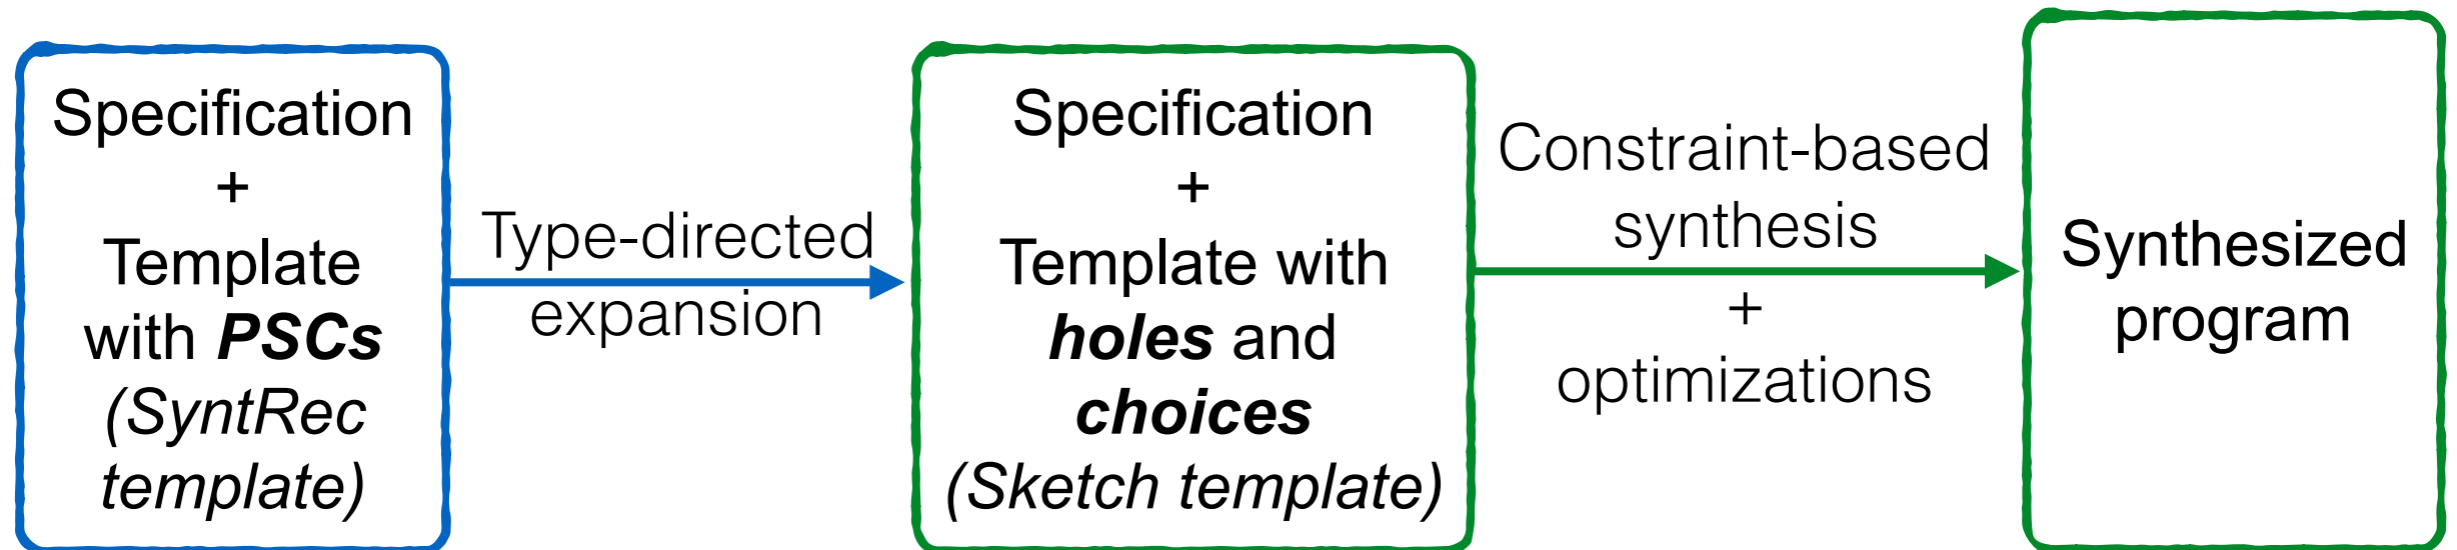 Specification
+
Template
with PSCs
(SyntRec
template)
Type-directed
expansion
Specification
+
Template with
holes and
choices
(Sketch template)
Constraint-based
synthesis
+
optimizations
Synthesized
program